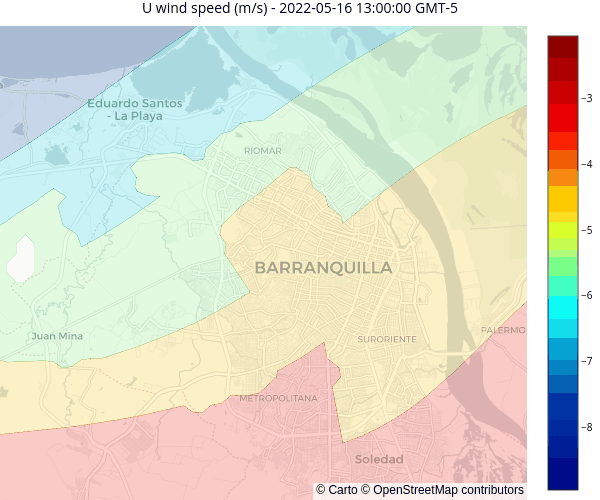 U wind speed (m/s) - 2022-05-16 13:00:00 GMT-5
Eduardo Santos
- La Playa
RIOMAR
BARRANQUILLA
Juan Mina
SURORIENTE
PALERMO
METROPOLITANA
Soledad
© Carto © OpenStreetMap contributors
−3
−4
−5
−6
−7
−8